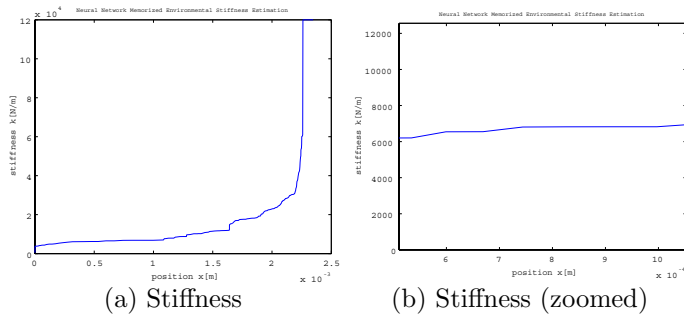 Neural Network Memorized Environmental Stiffness Estimation
x 10^4
12
10
8
6
4
2
0
stiffness k[N/m]
0 0.5 1 1.5 2 2.5
position x[m]
x 10^-3
(a) Stiffness
Neural Network Memorized Environmental Stiffness Estimation
12000
10000
8000
6000
4000
2000
0
stiffness k[N/m]
6 7 8 9 10
position x[m]
(b) Stiffness (zoomed)